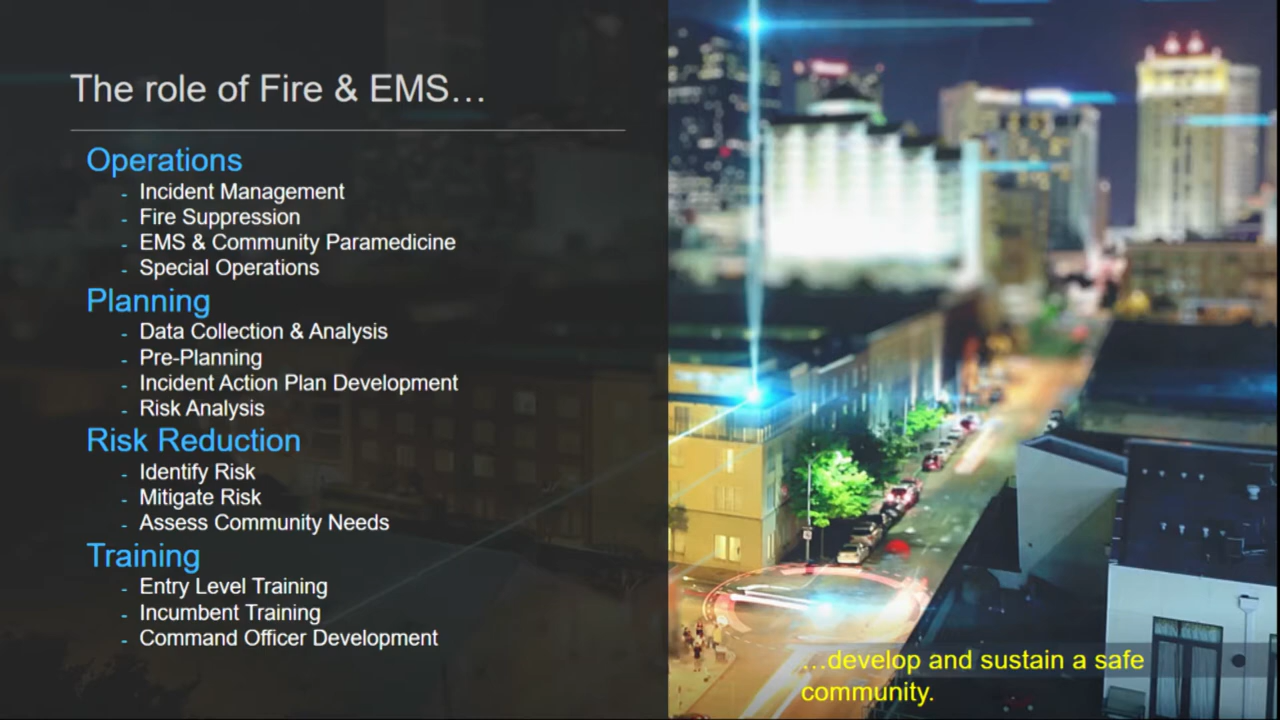 The role of Fire & EMS…
Operations
- Incident Management
- Fire Suppression
- EMS & Community Paramedicine
- Special Operations
Planning
- Data Collection & Analysis
- Pre-Planning
- Incident Action Plan Development
- Risk Analysis
Risk Reduction
- Identify Risk
- Mitigate Risk
- Assess Community Needs
Training
- Entry Level Training
- Incumbent Training
- Command Officer Development
…develop and sustain a safe
community.